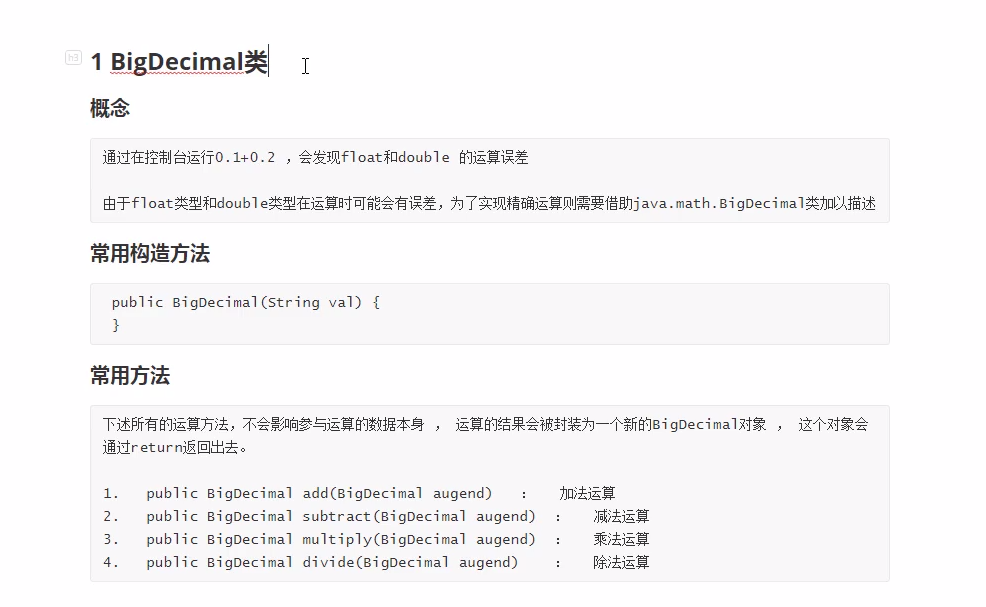 h3
1 BigDecimal类
概念
通过在控制台运行0.1+0.2 ，会发现float和double 的运算误差
由于float类型和double类型在运算时可能会有误差，为了实现精确运算则需要借助java.math.BigDecimal类加以描述
常用构造方法
public BigDecimal(String val) {
}
常用方法
下述所有的运算方法，不会影响参与运算的数据本身 ， 运算的结果会被封装为一个新的BigDecimal对象 ， 这个对象会
通过return返回出去。
1. public BigDecimal add(BigDecimal augend) : 加法运算
2. public BigDecimal subtract(BigDecimal augend) : 减法运算
3. public BigDecimal multiply(BigDecimal augend) : 乘法运算
4. public BigDecimal divide(BigDecimal augend) : 除法运算